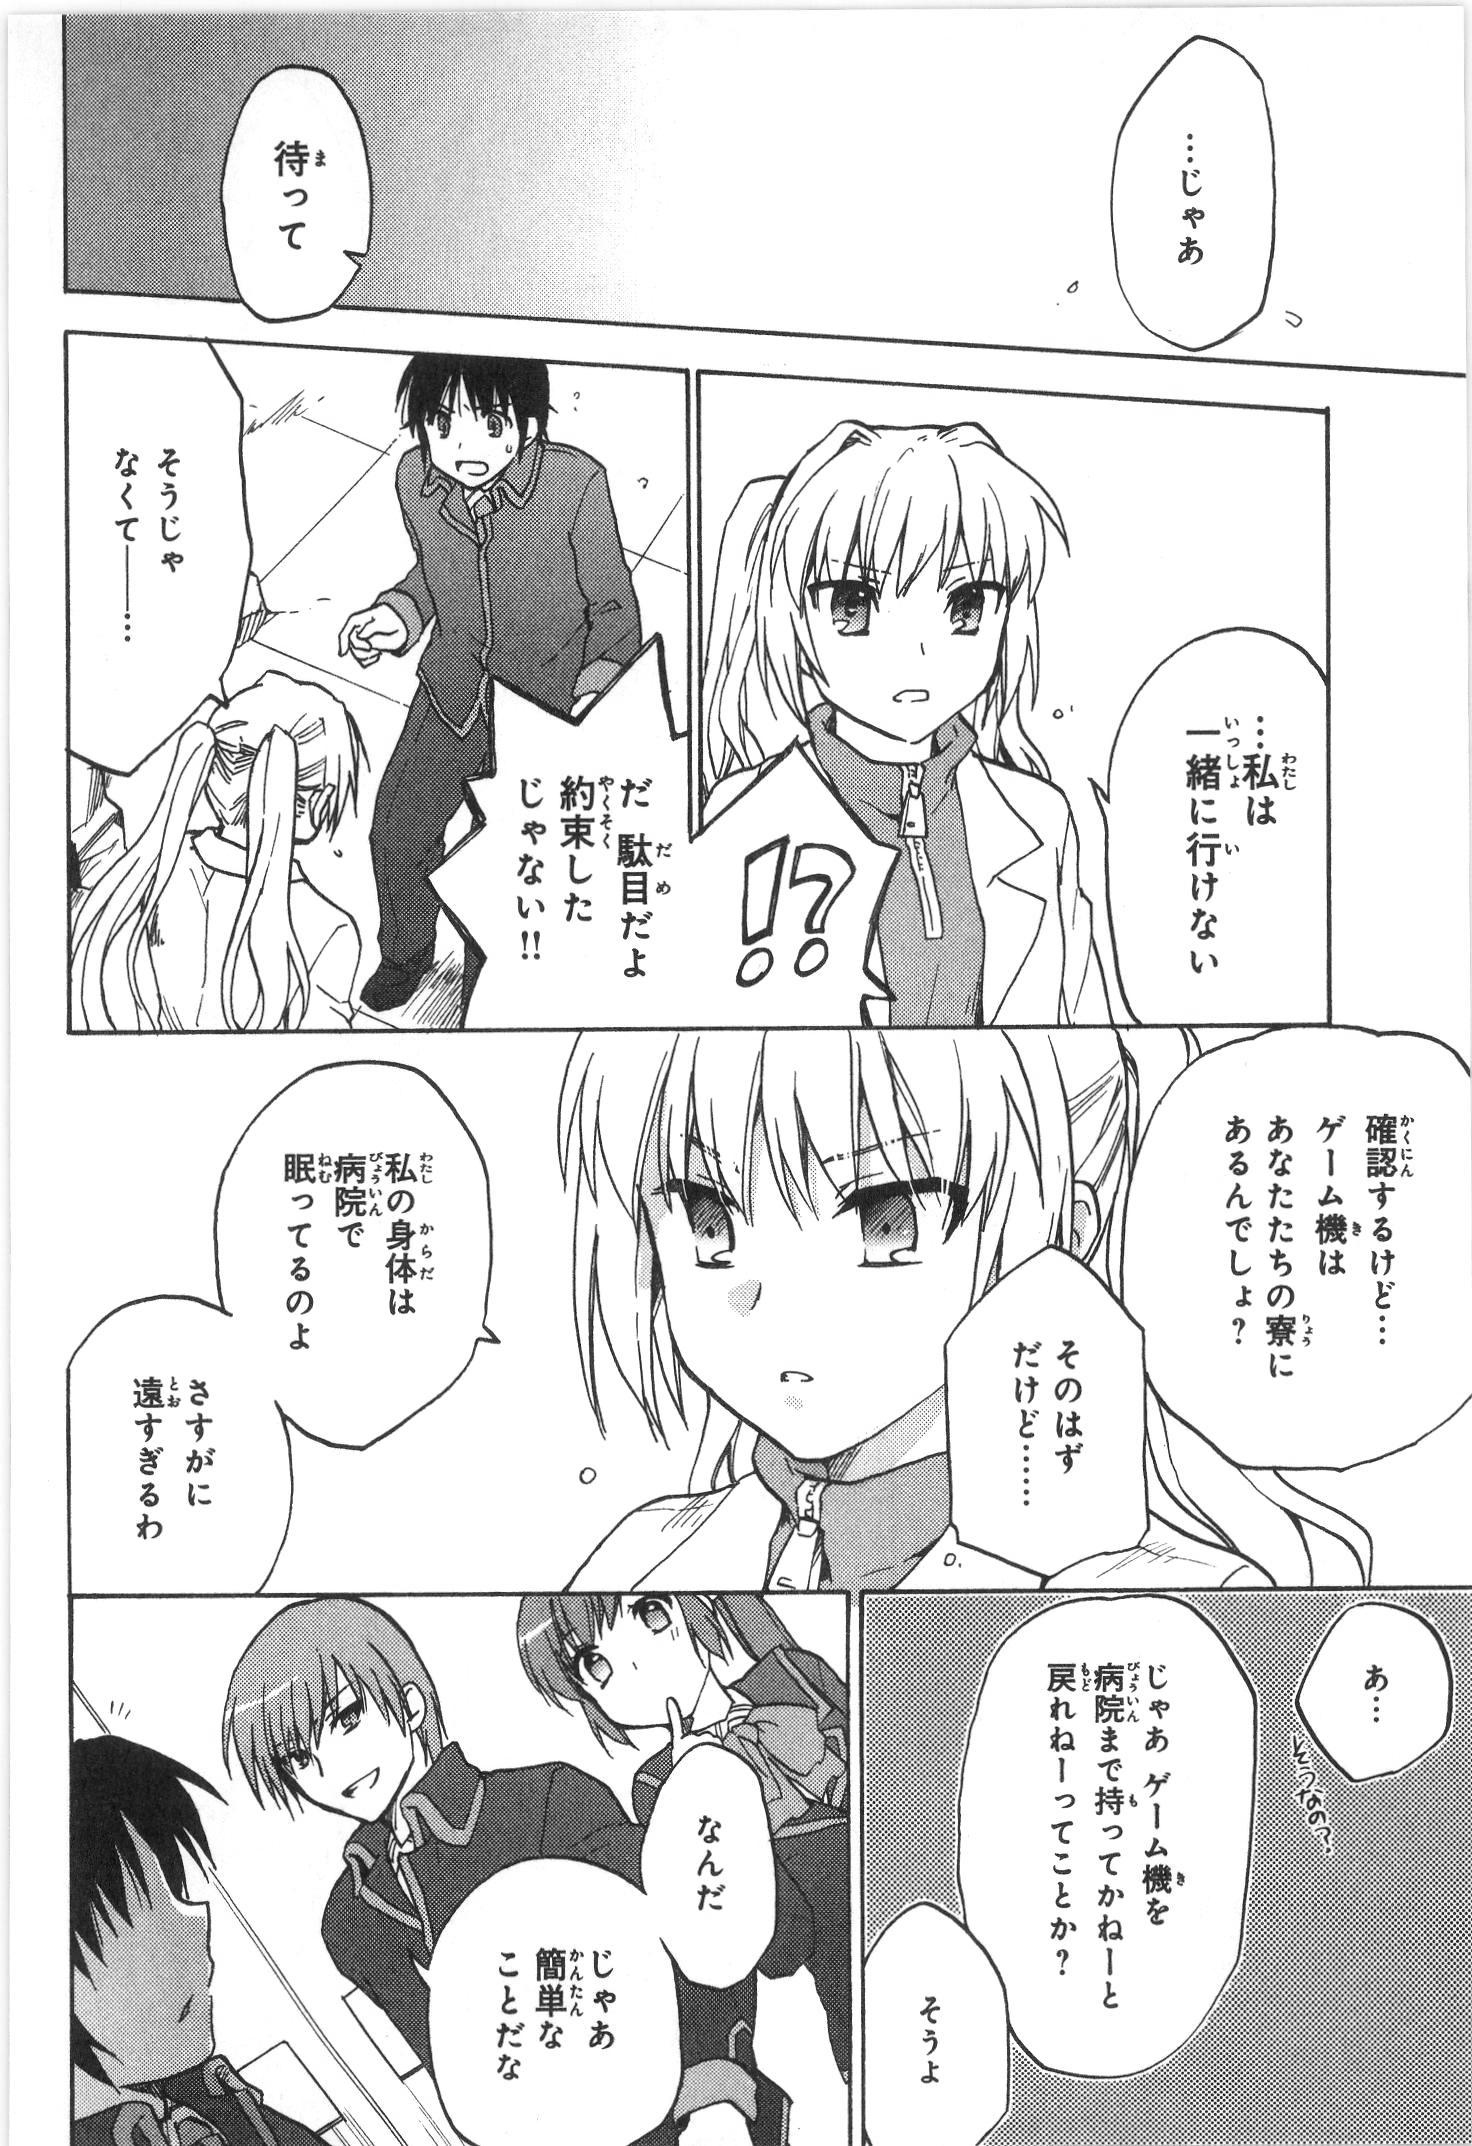 …じゃあ
待って
…私は
一緒に行けない
!?
だ 駄目だよ
約束した
じゃない!!
そうじゃ
なくて――…
確認するけど…
ゲーム機は
あなたたちの寮に
あるんでしょ?
そのはず
だけど……
私の身体は
病院で
眠ってるのよ
さすがに
遠すぎるわ
あ…
そうなの?
じゃあ ゲーム機を
病院まで持ってかねーと
戻れねーってことか?
そうよ
なんだ
じゃあ
簡単な
ことだな